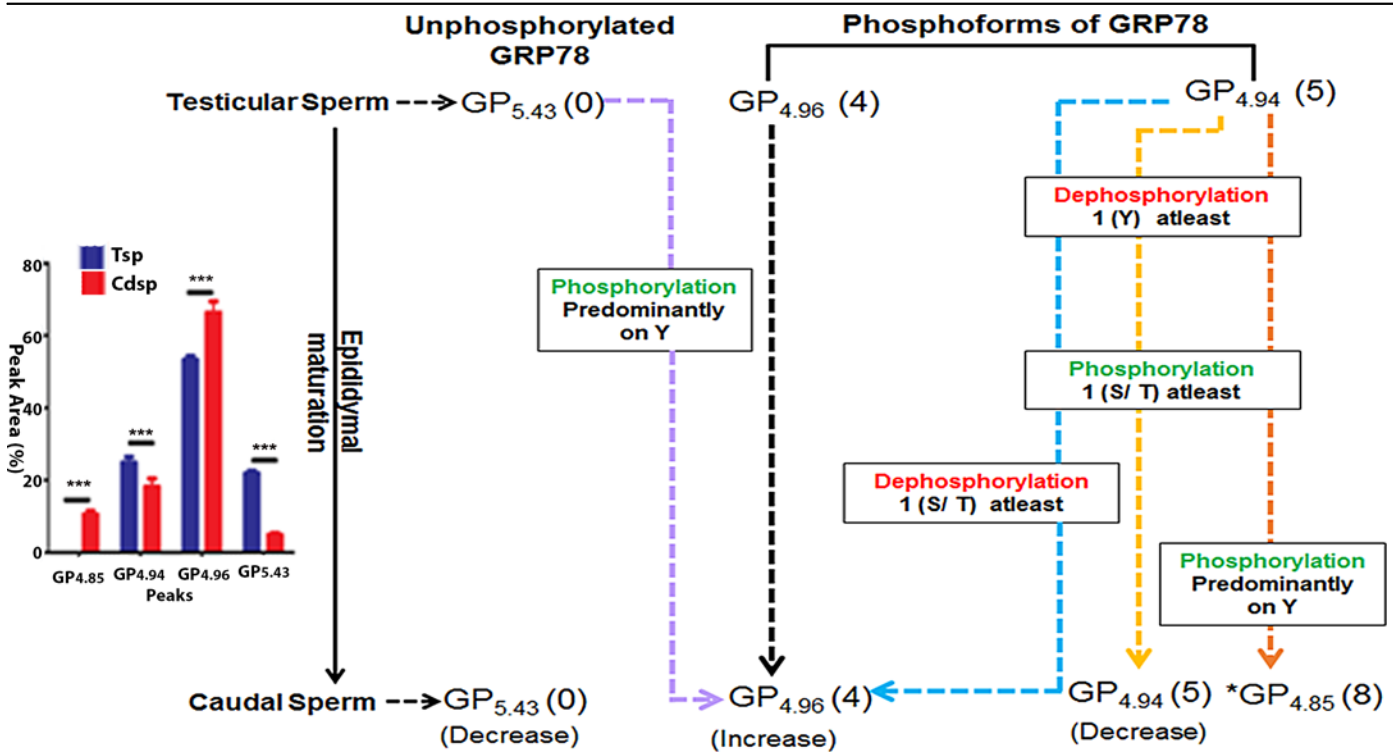 Unphosphorylated
GRP78
Phosphoforms of GRP78
Testicular Sperm
GP5.43 (0)
GP4.96 (4)
GP4.94 (5)
Dephosphorylation
1 (Y) atleast
Tsp
Cdsp
80
60
40
20
0
Peak Area (%)
***
***
***
***
GP4.85
GP4.94
GP4.96
GP5.43
Peaks
Epididymal
maturation
Phosphorylation
Predominantly
on Y
Phosphorylation
1 (S/ T) atleast
Dephosphorylation
1 (S/ T) atleast
Phosphorylation
Predominantly
on Y
Caudal Sperm
GP5.43 (0)
(Decrease)
GP4.96 (4)
(Increase)
GP4.94 (5)
(Decrease)
*GP4.85 (8)